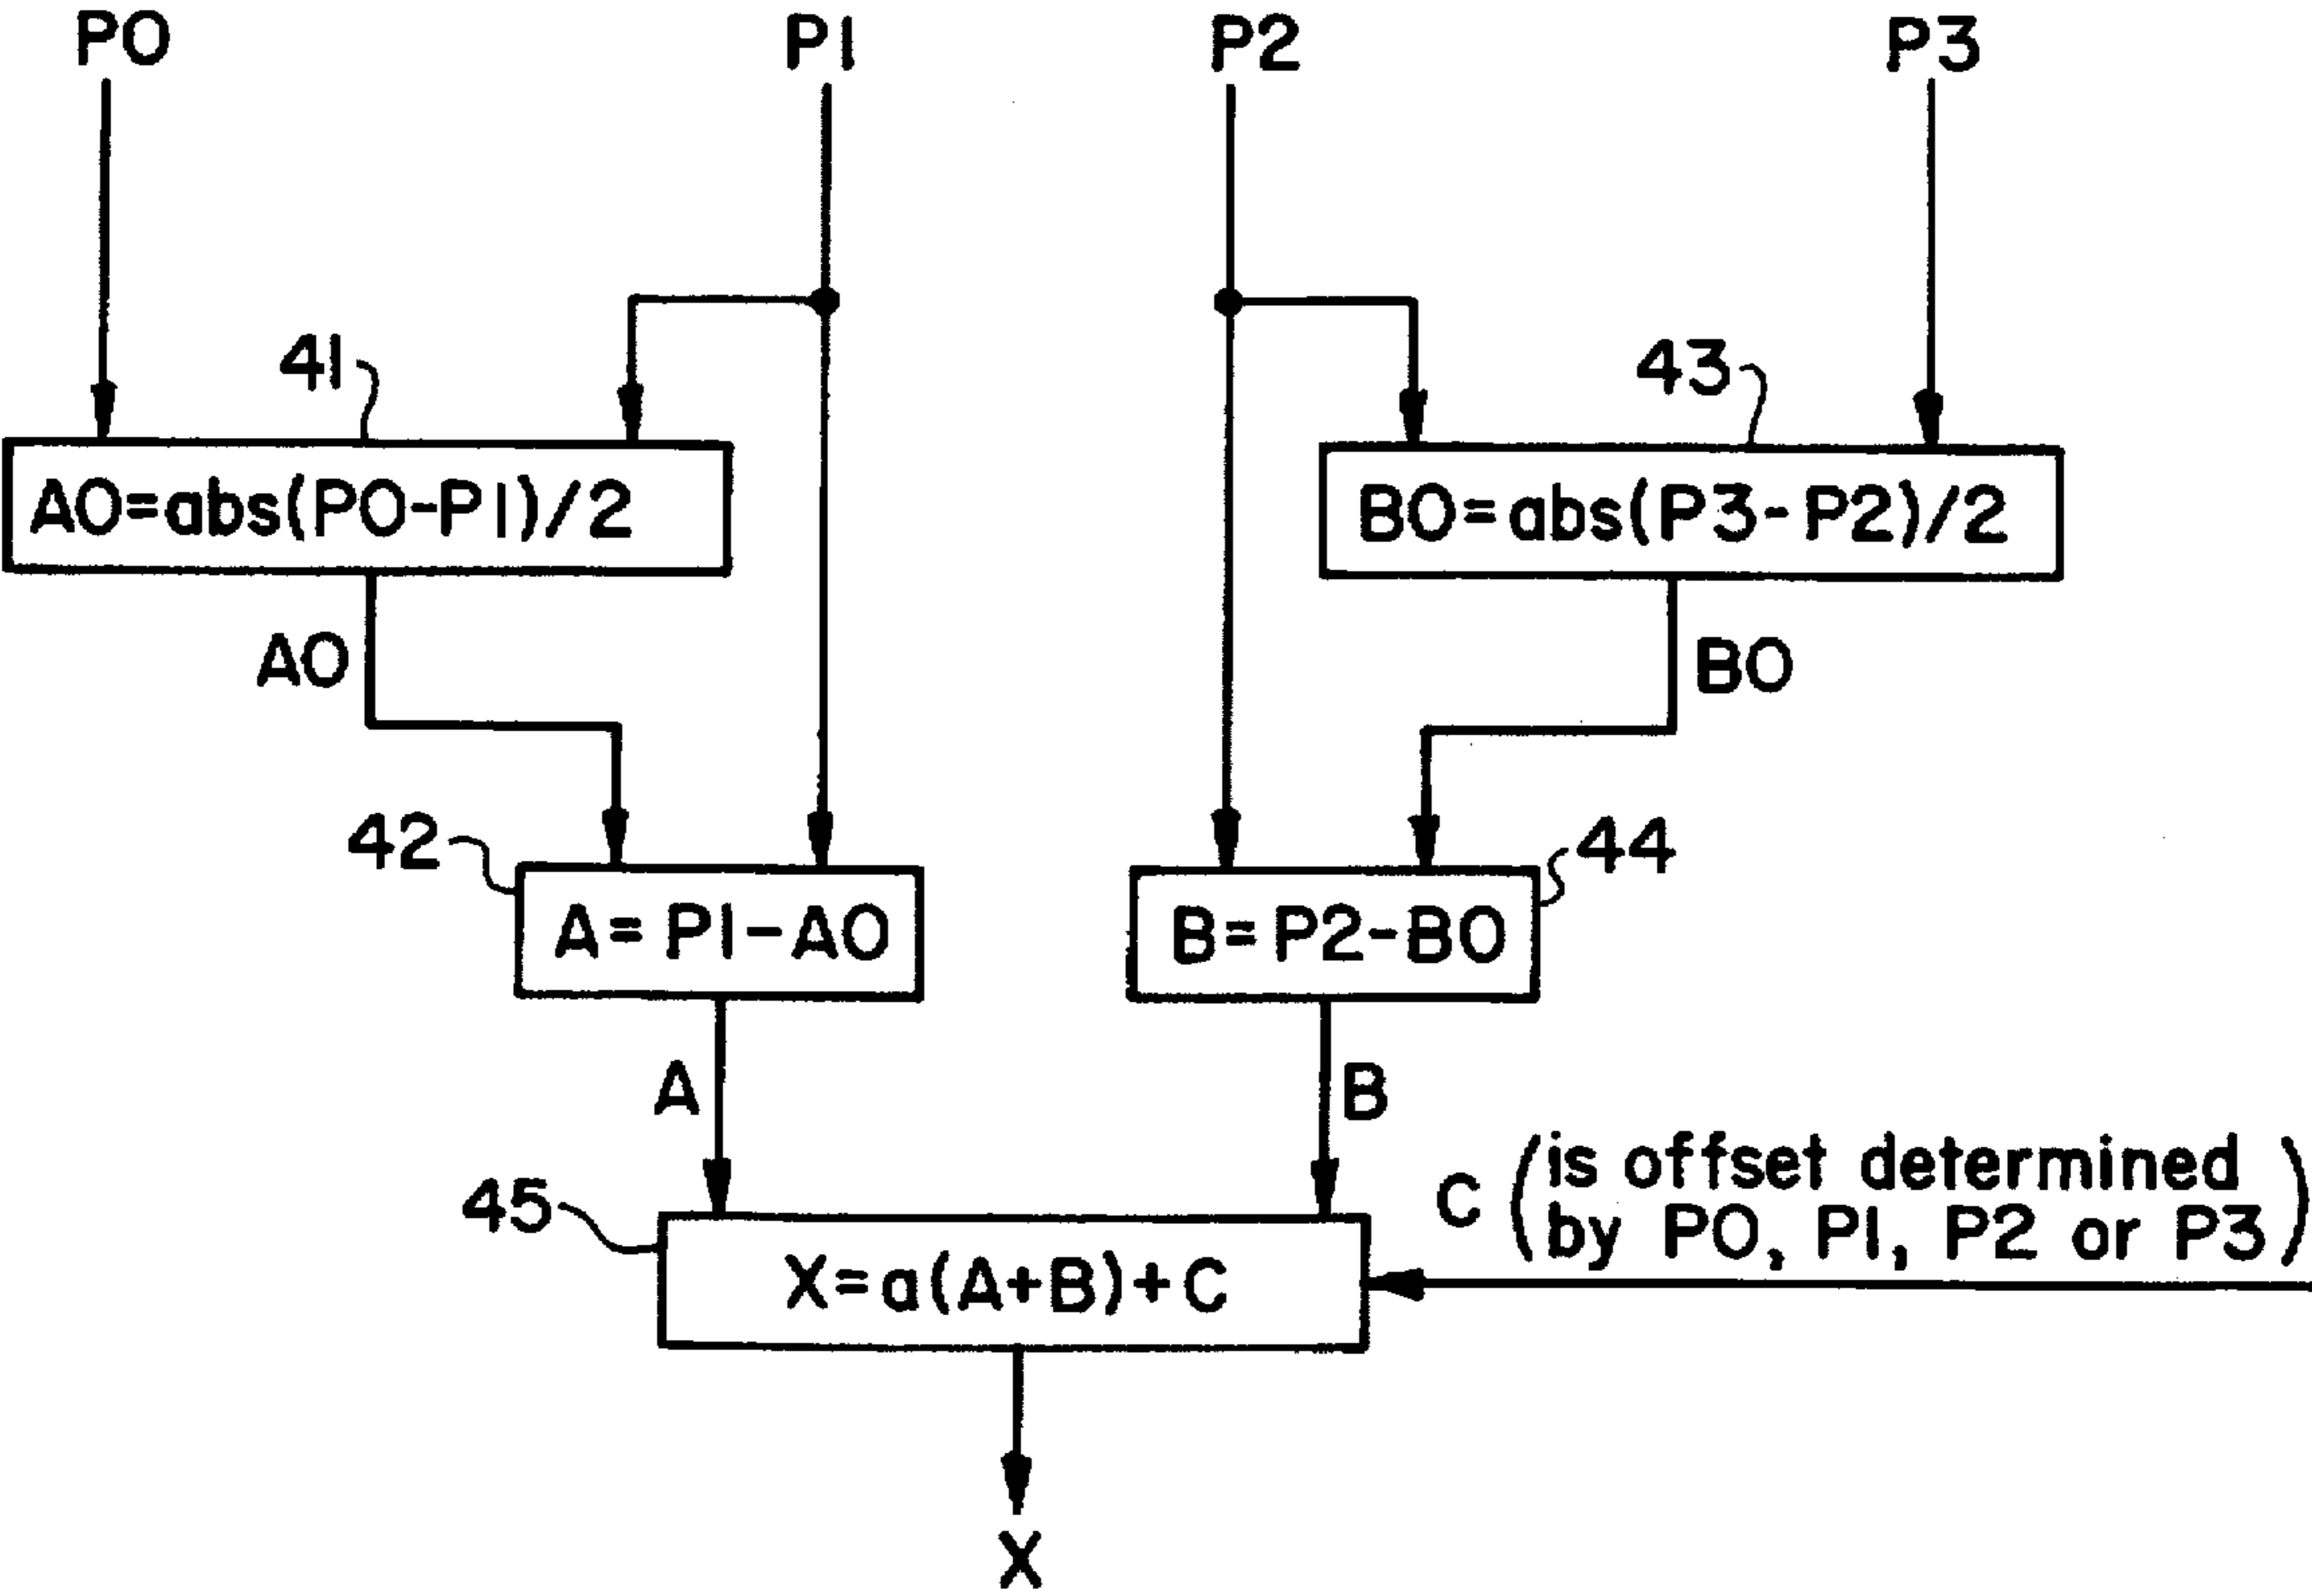 P0
P1
P2
P3
41
43
A0=abs(P0-P1)/2
B0=abs(P3-P2)/2
A0
B0
42
44
A=P1-A0
B=P2-B0
A
B
45
C (is offset determined
by P0, P1, P2 or P3)
X=a(A+B)+C
X